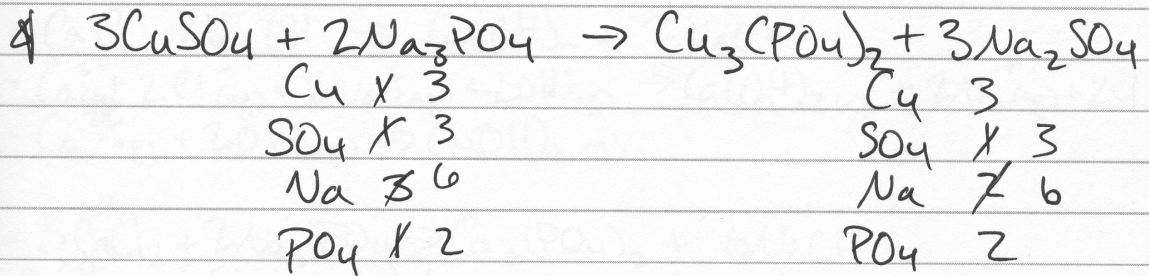 3CuSO4 + 2Na3PO4 → Cu3(PO4)2 + 3Na2SO4
Cu 1 3 Cu 3
SO4 1 3 SO4 1 3
Na 3 6 Na 2 6
PO4 1 2 PO4 2